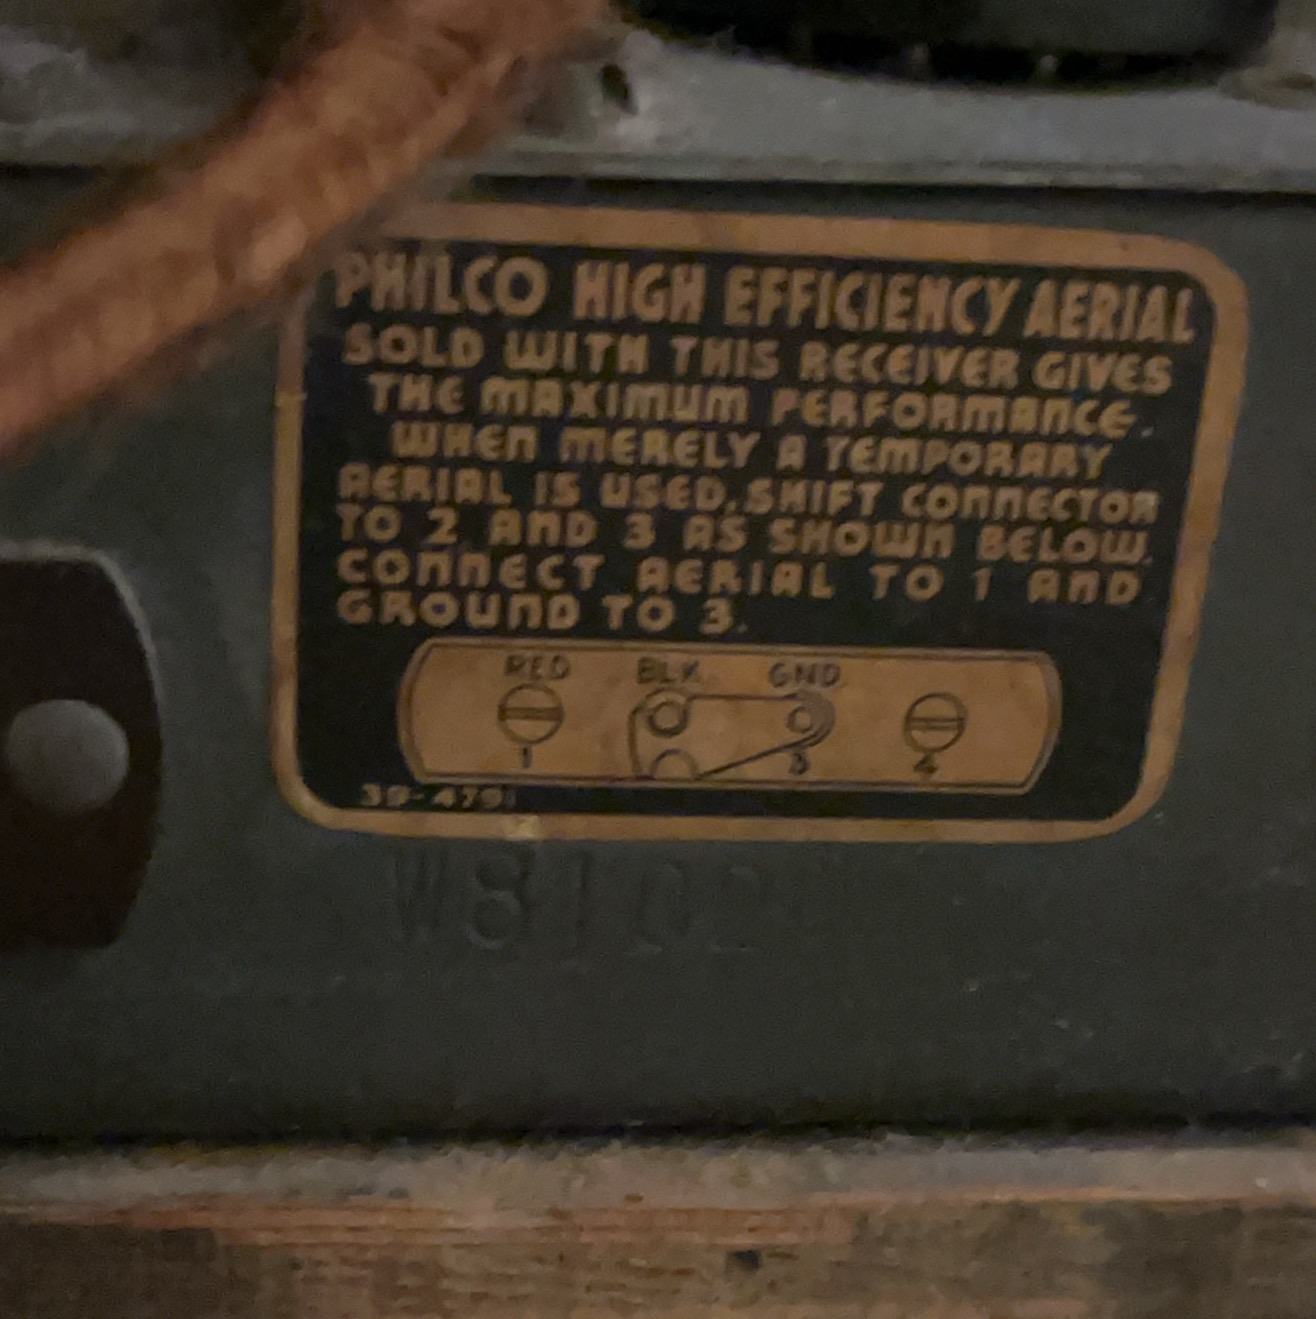 PHILCO HIGH EFFICIENCY AERIAL
SOLD WITH THIS RECEIVER GIVES
THE MAXIMUM PERFORMANCE.
WHEN MERELY A TEMPORARY
AERIAL IS USED, SHIFT CONNECTOR
TO 2 AND 3 AS SHOWN BELOW.
CONNECT AERIAL TO 1 AND
GROUND TO 3.
RED BLK GND
1 3 4
W8102